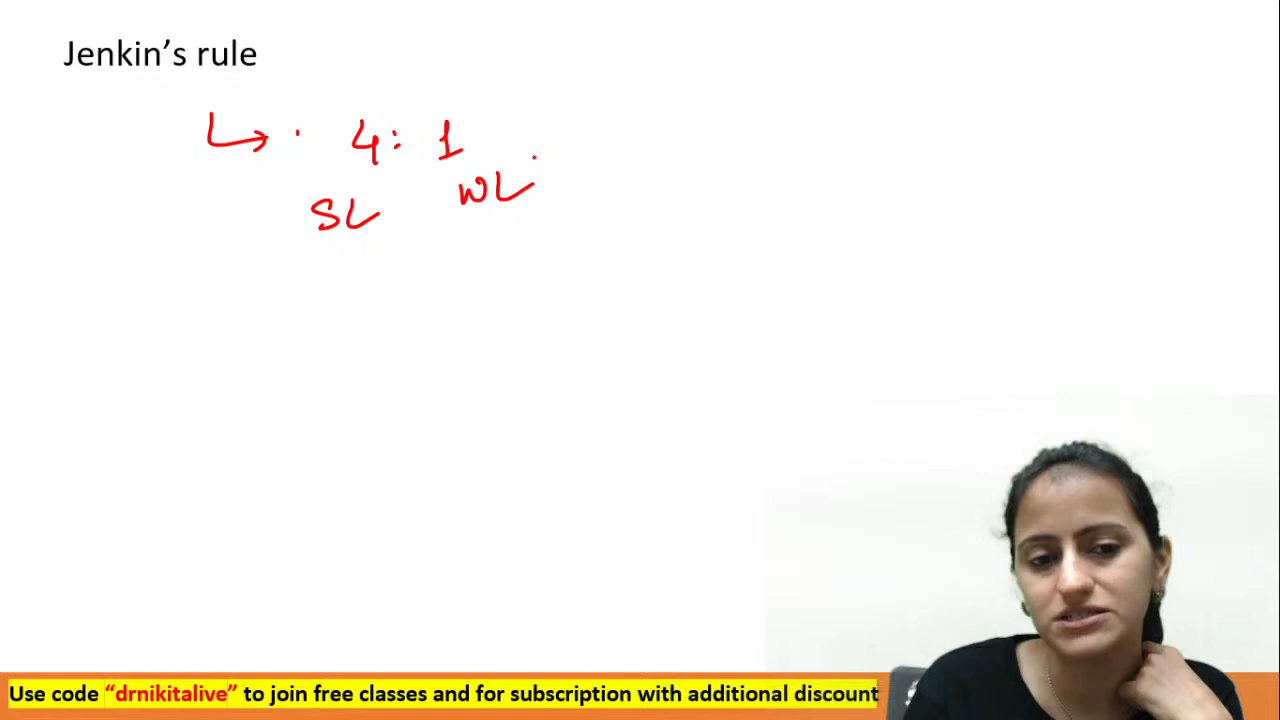 Jenkin’s rule
4 : 1
SL WL
Use code “drnikitalive” to join free classes and for subscription with additional discount